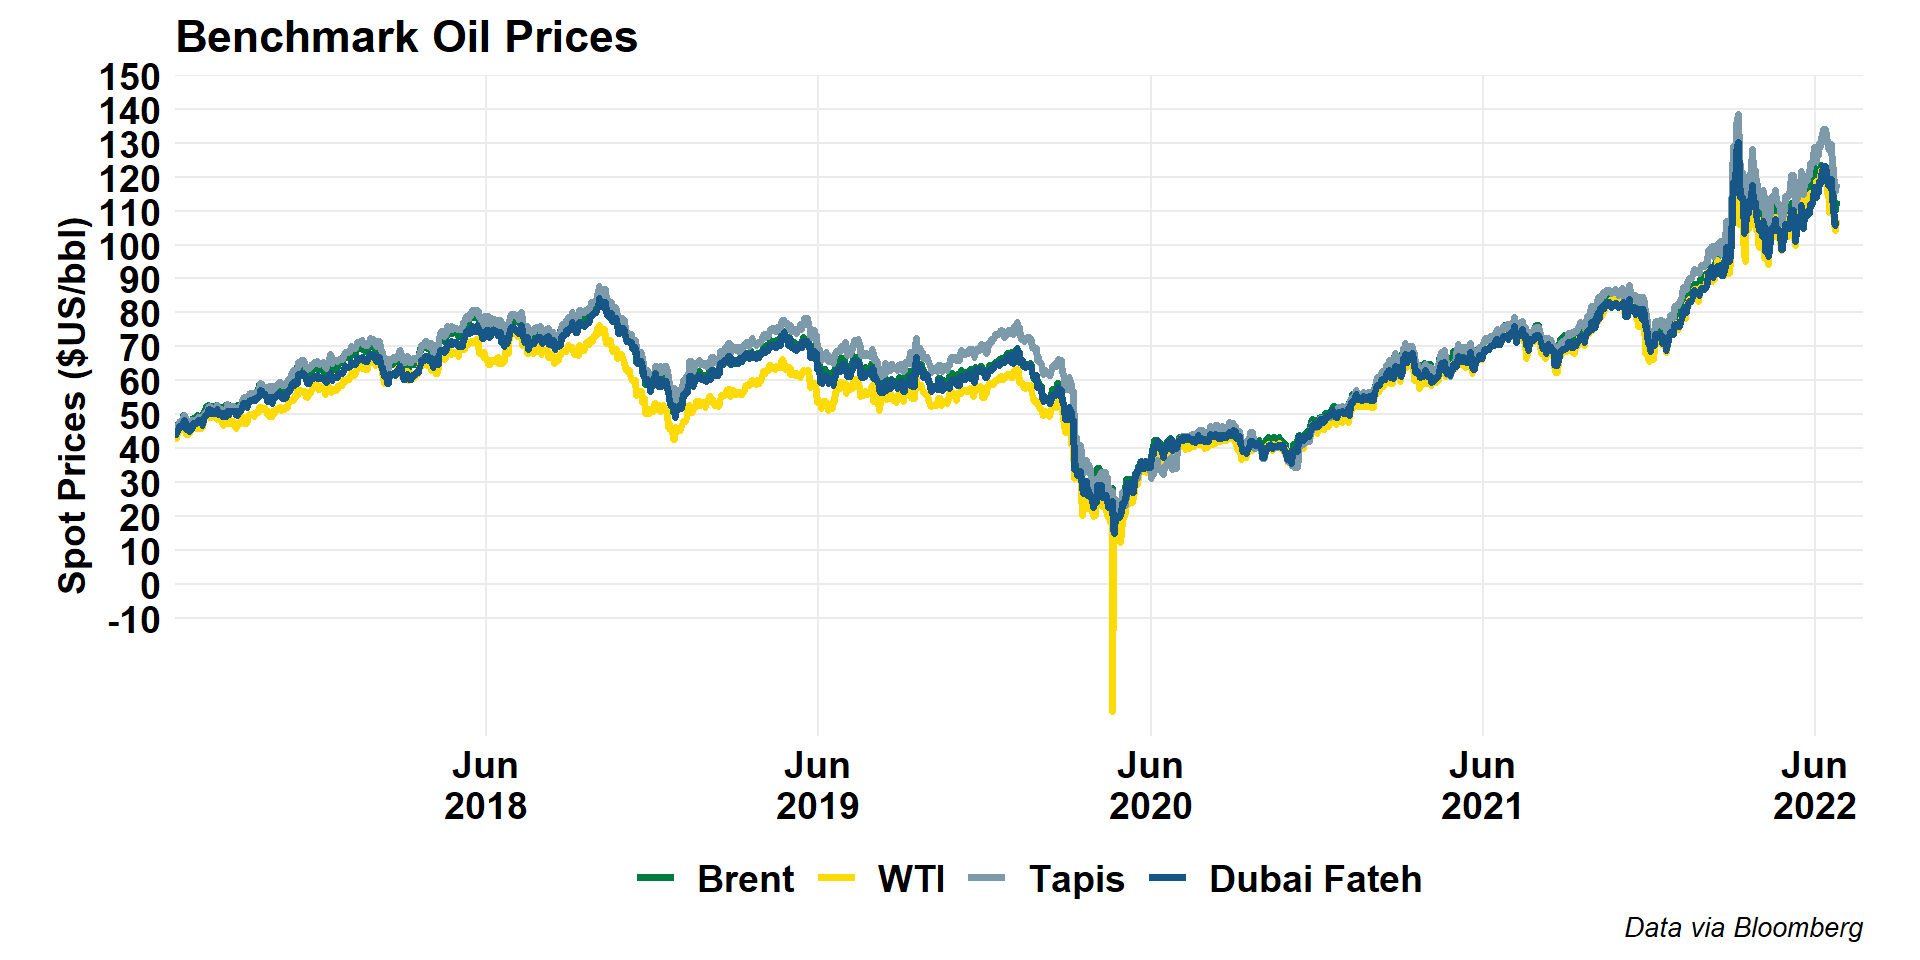 Benchmark Oil Prices
Spot Prices ($US/bbl)
150
140
130
120
110
100
90
80
70
60
50
40
30
20
10
0
-10
Jun Jun Jun Jun Jun
2018 2019 2020 2021 2022
Brent WTI Tapis Dubai Fateh
Data via Bloomberg